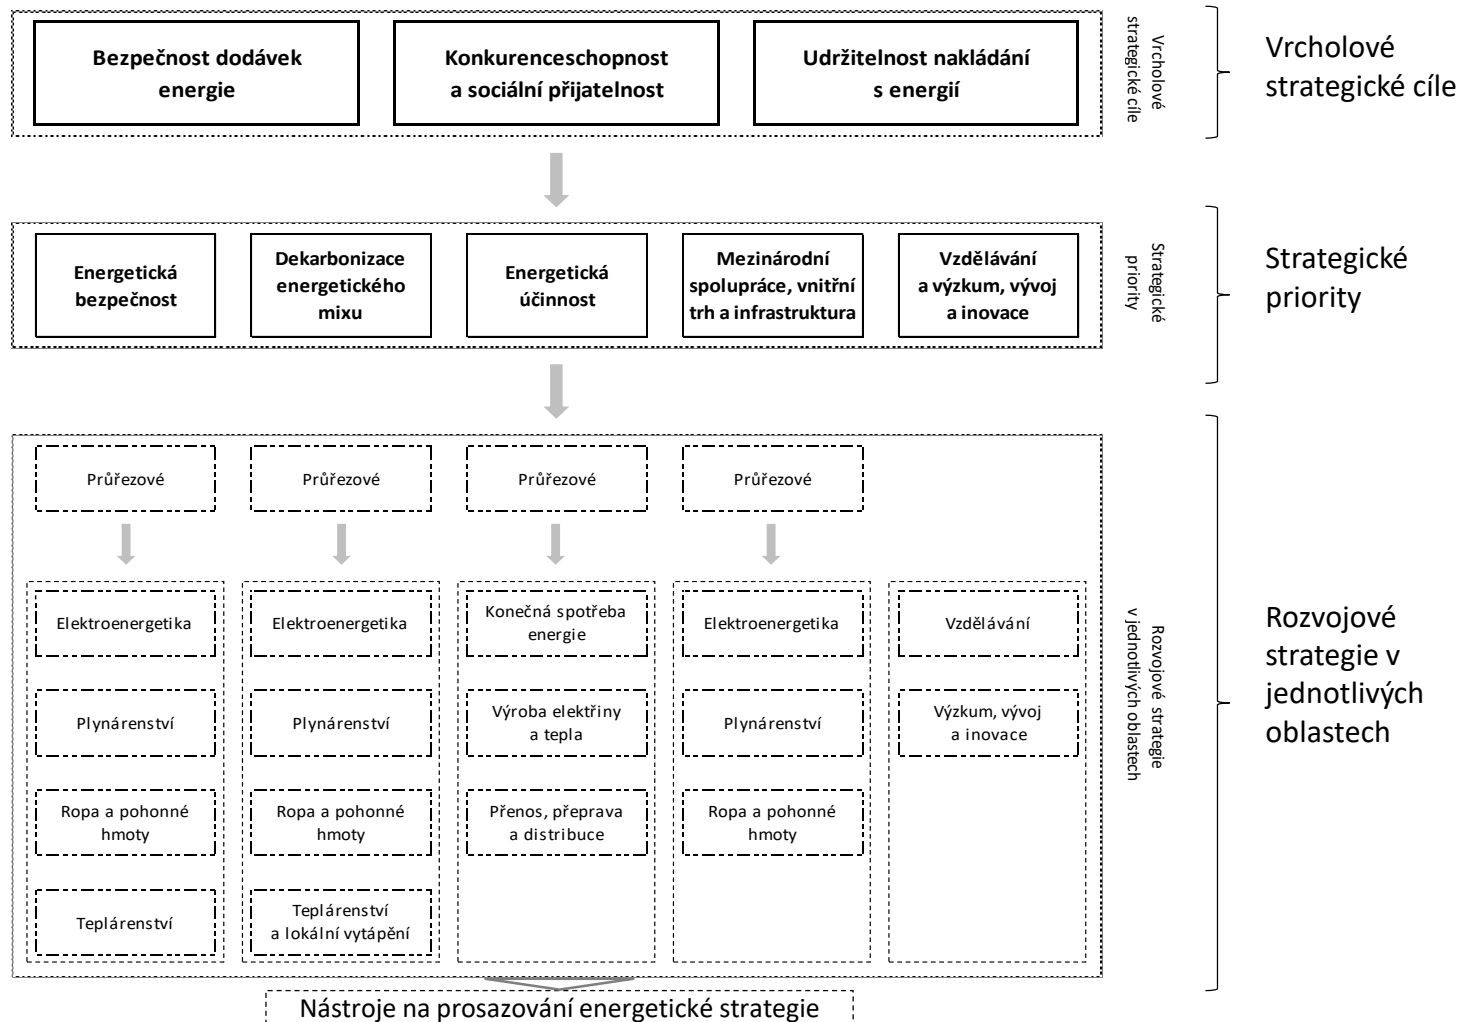 Bezpečnost dodávek
energie
Konkurenceschopnost
a sociální přijatelnost
Udržitelnost nakládání
s energií
Vrcholové
strategické cíle
Vrcholové
strategické cíle
Energetická
bezpečnost
Dekarbonizace
energetického
mixu
Energetická
účinnost
Mezinárodní
spolupráce, vnitřní
trh a infrastruktura
Vzdělávání
a výzkum, vývoj
a inovace
Strategické
priority
Strategické
priority
Průřezové
Průřezové
Průřezové
Průřezové
Elektroenergetika
Plynárenství
Ropa a pohonné
hmoty
Teplárenství
Elektroenergetika
Plynárenství
Ropa a pohonné
hmoty
Teplárenství
a lokální vytápění
Konečná spotřeba
energie
Výroba elektřiny
a tepla
Přenos, přeprava
a distribuce
Elektroenergetika
Plynárenství
Ropa a pohonné
hmoty
Vzdělávání
Výzkum, vývoj
a inovace
Rozvojové strategie
v jednotlivých oblastech
Rozvojové
strategie v
jednotlivých
oblastech
Nástroje na prosazování energetické strategie